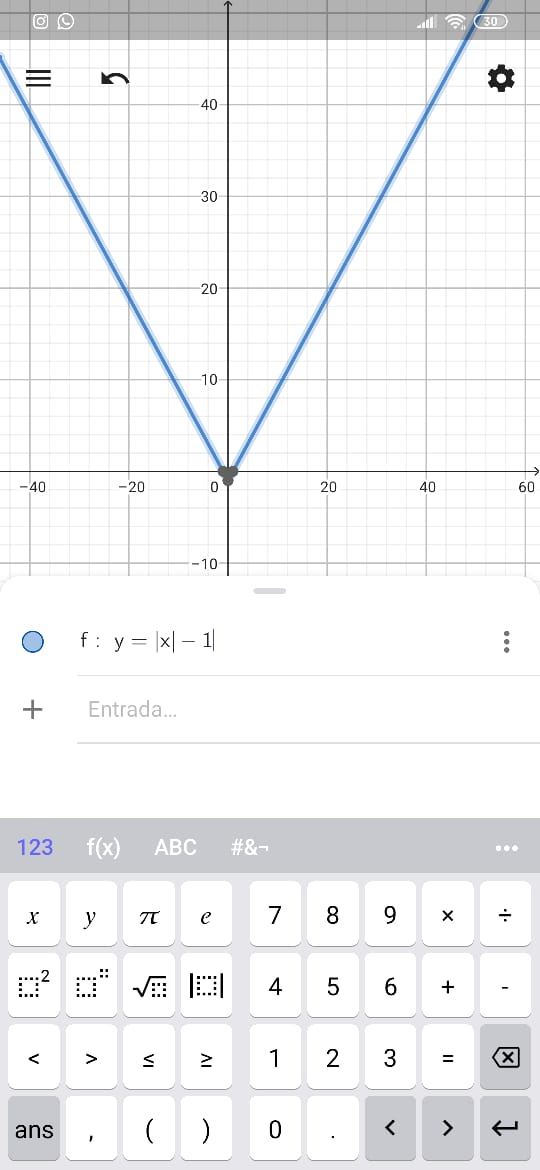 30
40
30
20
10
−40 −20 0 20 40 60
−10
f : y = |x| − 1
+ Entrada...
123 f(x) ABC #&¬ •••
x y π e 7 8 9 × ÷
2 √ | | 4 5 6 + -
< > ≤ ≥ 1 2 3 =
ans , ( ) 0 . < >